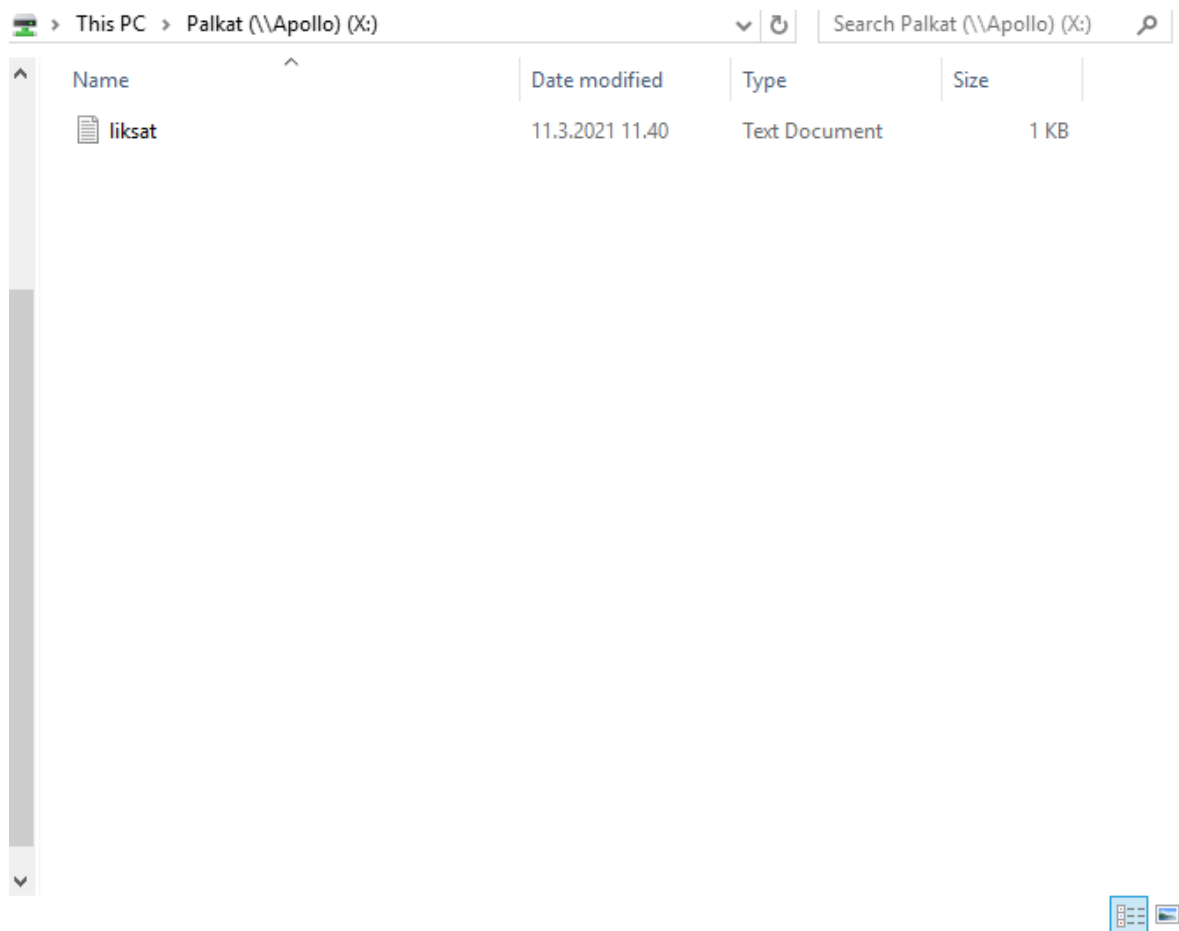 This PC > Palkat (\\Apollo) (X:)
Search Palkat (\\Apollo) (X:)
Name Date modified Type Size
liksat 11.3.2021 11.40 Text Document 1 KB